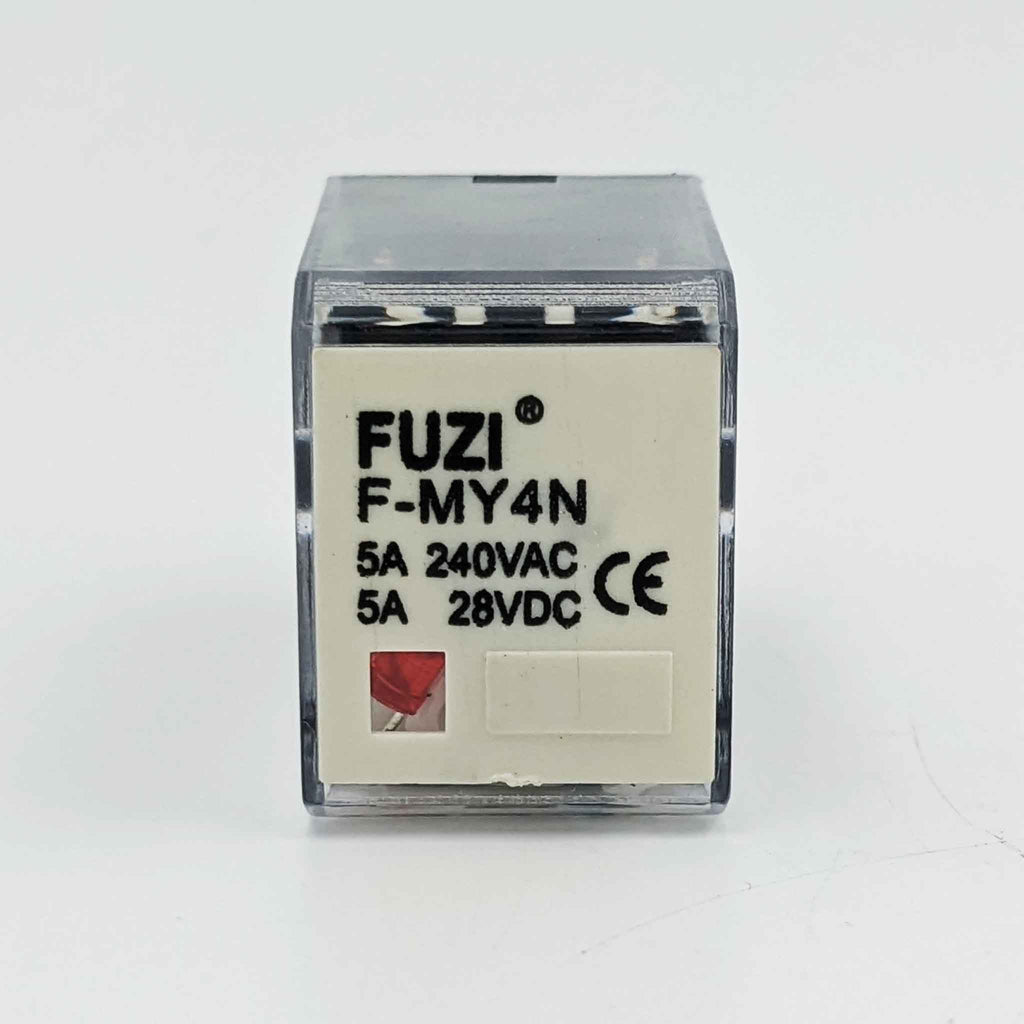 FUZI®
F-MY4N
5A 240VAC
5A 28VDC
CE